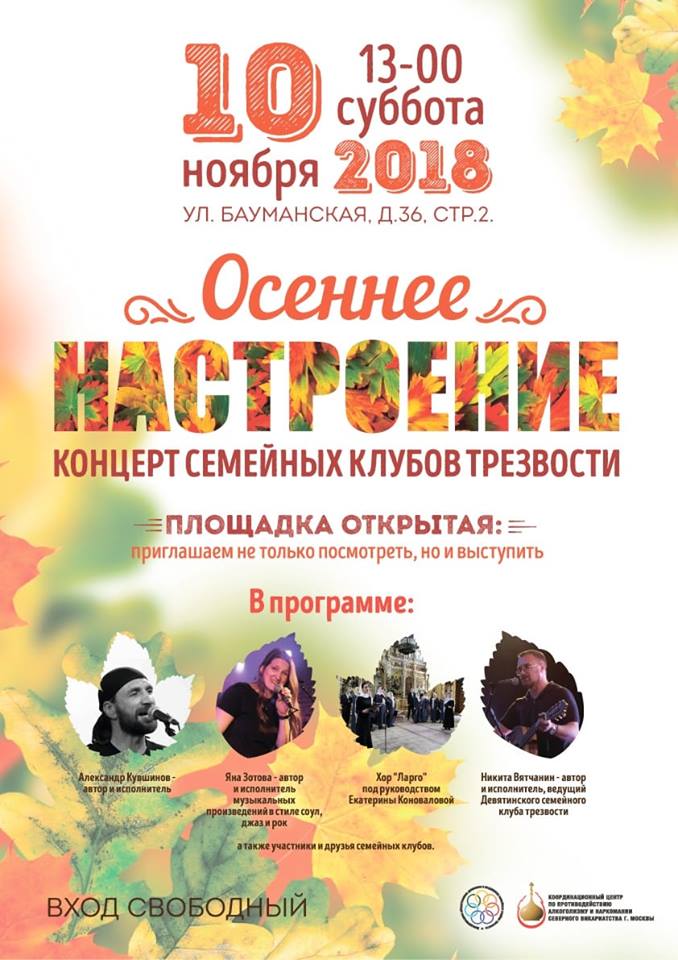 10
ноября
13-00
суббота
2018
УЛ. БАУМАНСКАЯ, Д.36, СТР.2.
Осеннее
НАСТРОЕНИЕ
КОНЦЕРТ СЕМЕЙНЫХ КЛУБОВ ТРЕЗВОСТИ
ПЛОЩАДКА ОТКРЫТАЯ:
приглашаем не только посмотреть, но и выступить
В программе:
Александр Кувшинов -
автор и исполнитель
Яна Зотова - автор
и исполнитель
музыкальных
произведений в стиле соул,
джаз и рок
Хор "Ларго"
под руководством
Екатерины Коноваловой
Никита Вятчанин - автор
и исполнитель, ведущий
Девятинского семейного
клуба трезвости
а также участники и друзья семейных клубов.
ВХОД СВОБОДНЫЙ
КООРДИНАЦИОННЫЙ ЦЕНТР
ПО ПРОТИВОДЕЙСТВИЮ
АЛКОГОЛИЗМУ И НАРКОМАНИИ
СЕВЕРНОГО ВИКАРИАТСТВА Г. МОСКВЫ